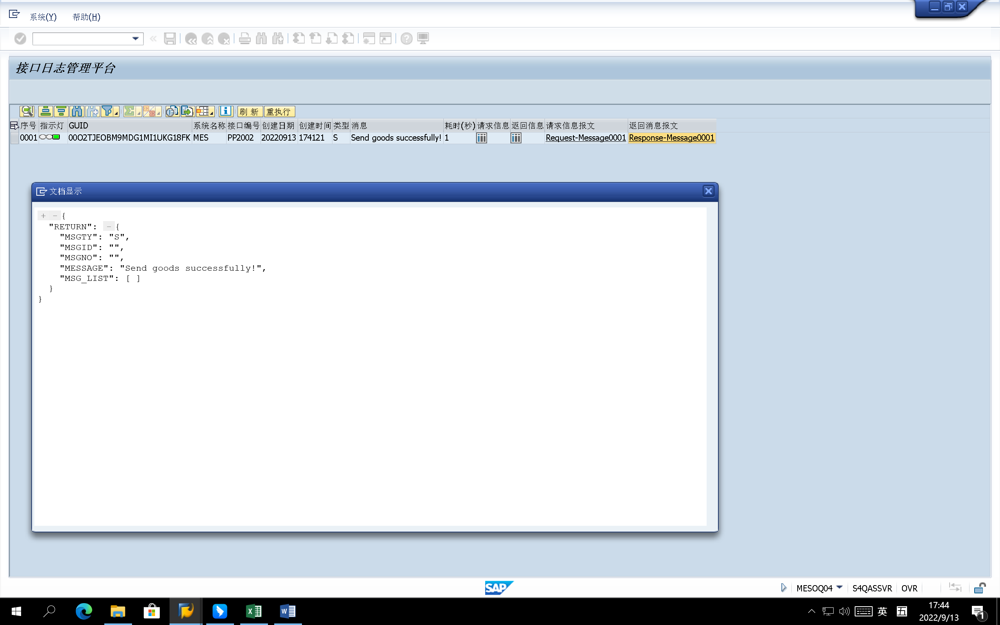 系统(Y) 帮助(H)
接口日志管理平台
刷 新 重执行
序号 指示灯 GUID 系统名称 接口编号 创建日期 创建时间 类型 消息 耗时(秒) 请求信息 返回信息 请求信息报文 返回消息报文
0001 00O2TJEOBM9MDG1MI1UKG18FK MES PP2002 20220913 174121 S Send goods successfully! 1 Request-Message0001 Response-Message0001
文档显示
+ - {
"RETURN": - {
"MSGTY": "S",
"MSGID": "",
"MSGNO": "",
"MESSAGE": "Send goods successfully!",
"MSG_LIST": [ ]
}
}
SAP
MESOQ04 S4QASSVR OVR
英 五 17:44
2022/9/13
1